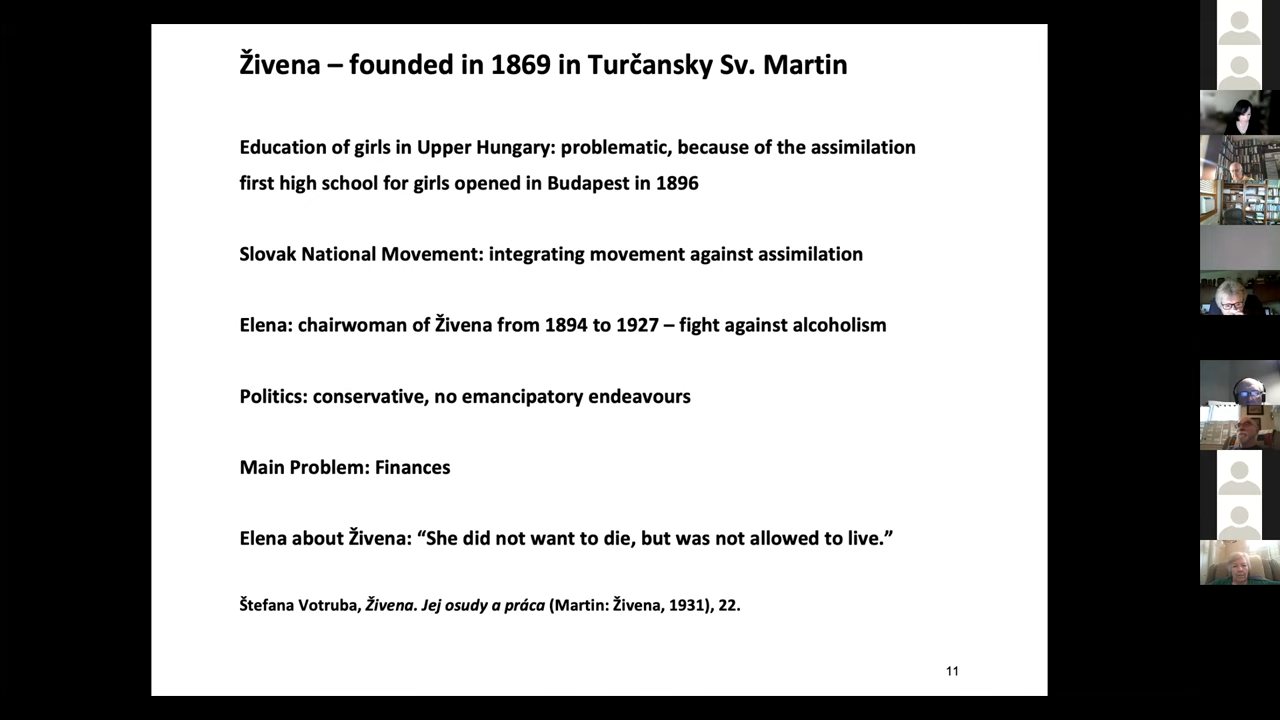 Živena – founded in 1869 in Turčansky Sv. Martin
Education of girls in Upper Hungary: problematic, because of the assimilation
first high school for girls opened in Budapest in 1896
Slovak National Movement: integrating movement against assimilation
Elena: chairwoman of Živena from 1894 to 1927 – fight against alcoholism
Politics: conservative, no emancipatory endeavours
Main Problem: Finances
Elena about Živena: “She did not want to die, but was not allowed to live.”
Štefana Votruba, Živena. Jej osudy a práca (Martin: Živena, 1931), 22.
11